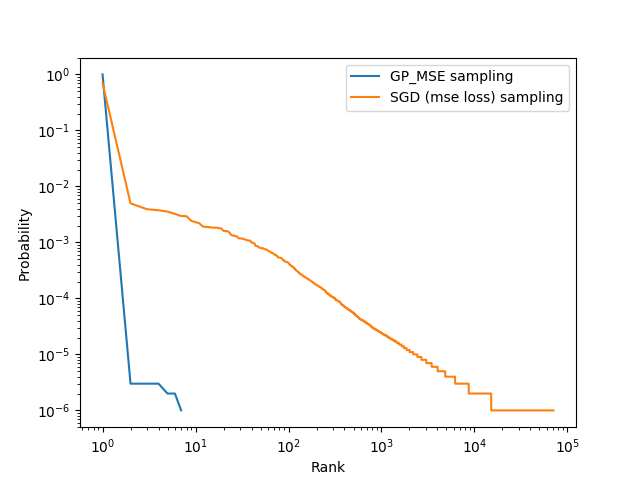 GP_MSE sampling
SGD (mse loss) sampling
10⁰
10⁻¹
10⁻²
10⁻³
10⁻⁴
10⁻⁵
10⁻⁶
Probability
10⁰ 10¹ 10² 10³ 10⁴ 10⁵
Rank